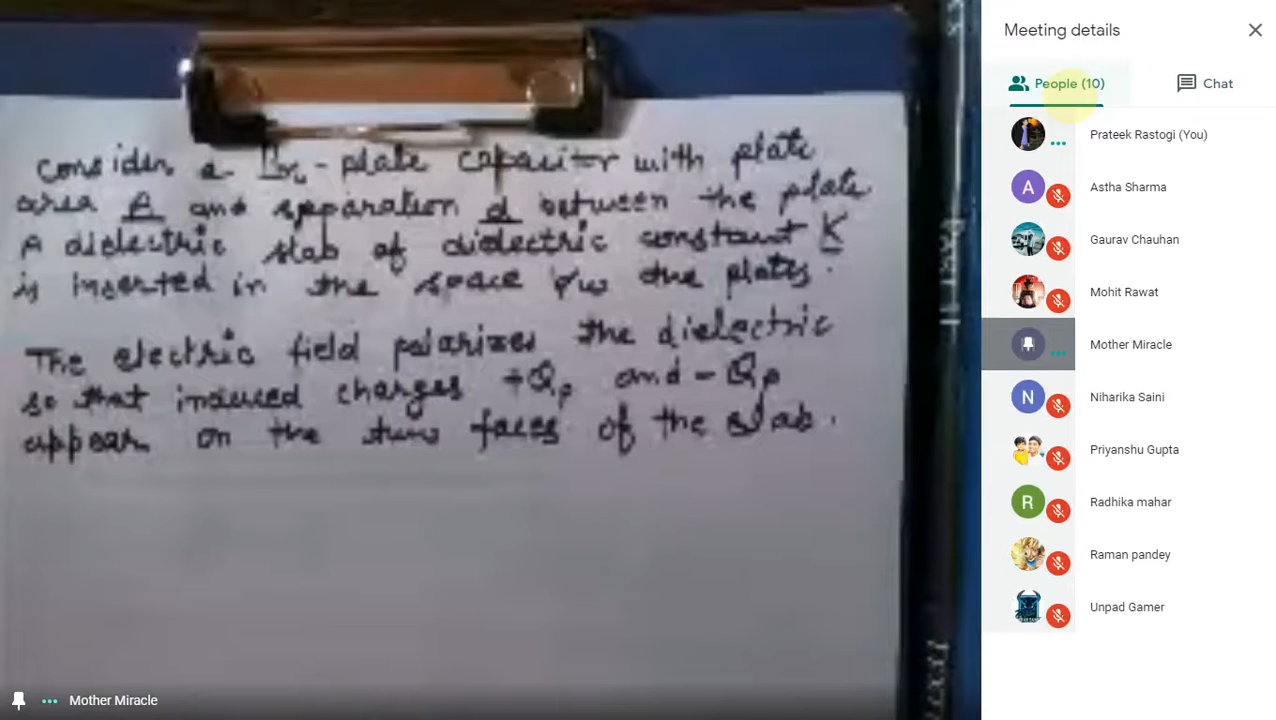 Consider a ||el - plate capacitor with plate
area A and separation d between the plate
A dielectric slab of dielectric constant K
is inserted in the space b/w the plates.
The electric field polarizes the dielectric
so that induced charges +Qp and -Qp
appear on the two faces of the slab.
Mother Miracle
Meeting details
People (10)
Chat
Prateek Rastogi (You)
A
Astha Sharma
Gaurav Chauhan
Mohit Rawat
Mother Miracle
N
Niharika Saini
Priyanshu Gupta
R
Radhika mahar
Raman pandey
Unpad Gamer